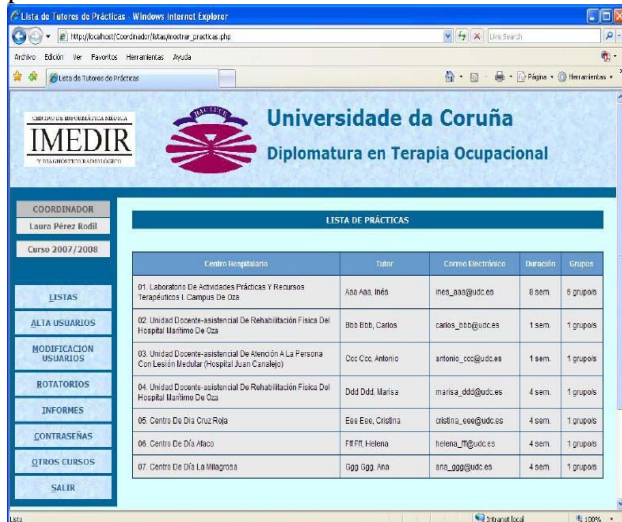 Lista de Tutores de Prácticas - Windows Internet Explorer
http://localhost/Coordinador/listas/mostrar_practicas.php
Live Search
Archivo Edición Ver Favoritos Herramientas Ayuda
Lista de Tutores de Prácticas
Página Herramientas
CENTRO DE INFORMÁTICA MÉDICA
IMEDIR
Y DIAGNÓSTICO RADIOLÓGICO
HAC LUCE
Universidade da Coruña
Diplomatura en Terapia Ocupacional
COORDINADOR
Laura Pérez Rodil
Curso 2007/2008
LISTAS
ALTA USUARIOS
MODIFICACION
USUARIOS
ROTATORIOS
INFORMES
CONTRASEÑAS
OTROS CURSOS
SALIR
LISTA DE PRÁCTICAS
Centro Hospitalario Tutor Correo Electrónico Duración Grupos
01. Laboratorio De Actividades Prácticas Y Recursos
Terapéuticos I. Campus De Oza Aaa Aaa, Inés ines_aaa@udc.es 8 sem. 6 grupo/s
02. Unidad Docente-asistencial De Rehabilitación Física Del
Hospital Marítimo De Oza Bbb Bbb, Carlos carlos_bbb@udc.es 1 sem. 1 grupo/s
03. Unidad Docente-asistencial De Atención A La Persona
Con Lesión Medular (Hospital Juan Canalejo) Ccc Ccc, Antonio antonio_ccc@udc.es 1 sem. 1 grupo/s
04. Unidad Docente-asistencial De Rehabilitación Física Del
Hospital Marítimo De Oza Ddd Ddd, Marisa marisa_ddd@udc.es 4 sem. 1 grupo/s
05. Centro De Día Cruz Roja Eee Eee, Cristina cristina_eee@udc.es 4 sem. 1 grupo/s
06. Centro De Día Afaco Fff Fff, Helena helena_fff@udc.es 4 sem. 1 grupo/s
07. Centro De Día La Milagrosa Ggg Ggg, Ana ana_ggg@udc.es 4 sem. 1 grupo/s
Listo
Intranet local
100%